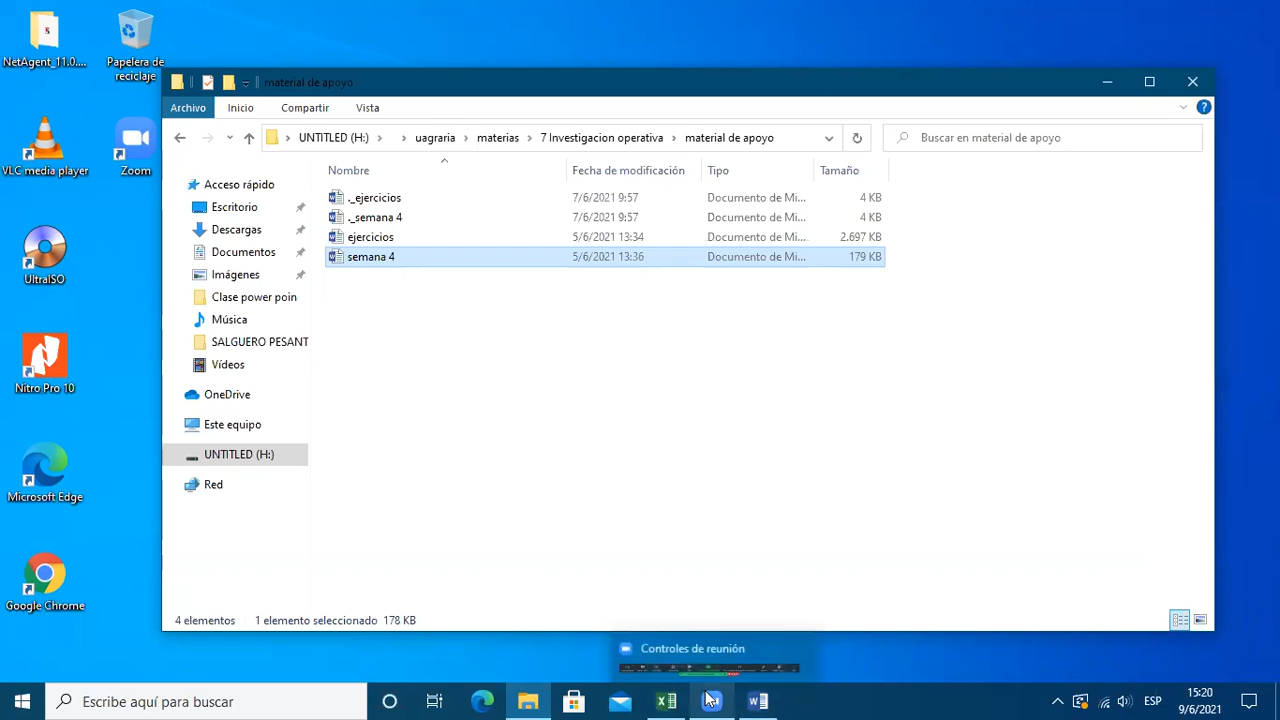 NetAgent_11.0....
Papelera de
reciclaje
VLC media player
Zoom
UltraISO
Nitro Pro 10
Microsoft Edge
Google Chrome
material de apoyo
Archivo Inicio Compartir Vista
UNTITLED (H:) uagraria materias 7 Investigacion operativa material de apoyo
Buscar en material de apoyo
Nombre Fecha de modificación Tipo Tamaño
._ejercicios 7/6/2021 9:57 Documento de Mi... 4 KB
._semana 4 7/6/2021 9:57 Documento de Mi... 4 KB
ejercicios 5/6/2021 13:34 Documento de Mi... 2.697 KB
semana 4 5/6/2021 13:36 Documento de Mi... 179 KB
Acceso rápido
Escritorio
Descargas
Documentos
Imágenes
Clase power poin
Música
SALGUERO PESANT
Vídeos
OneDrive
Este equipo
UNTITLED (H:)
Red
4 elementos 1 elemento seleccionado 178 KB
Controles de reunión
Escribe aquí para buscar
ESP
15:20
9/6/2021